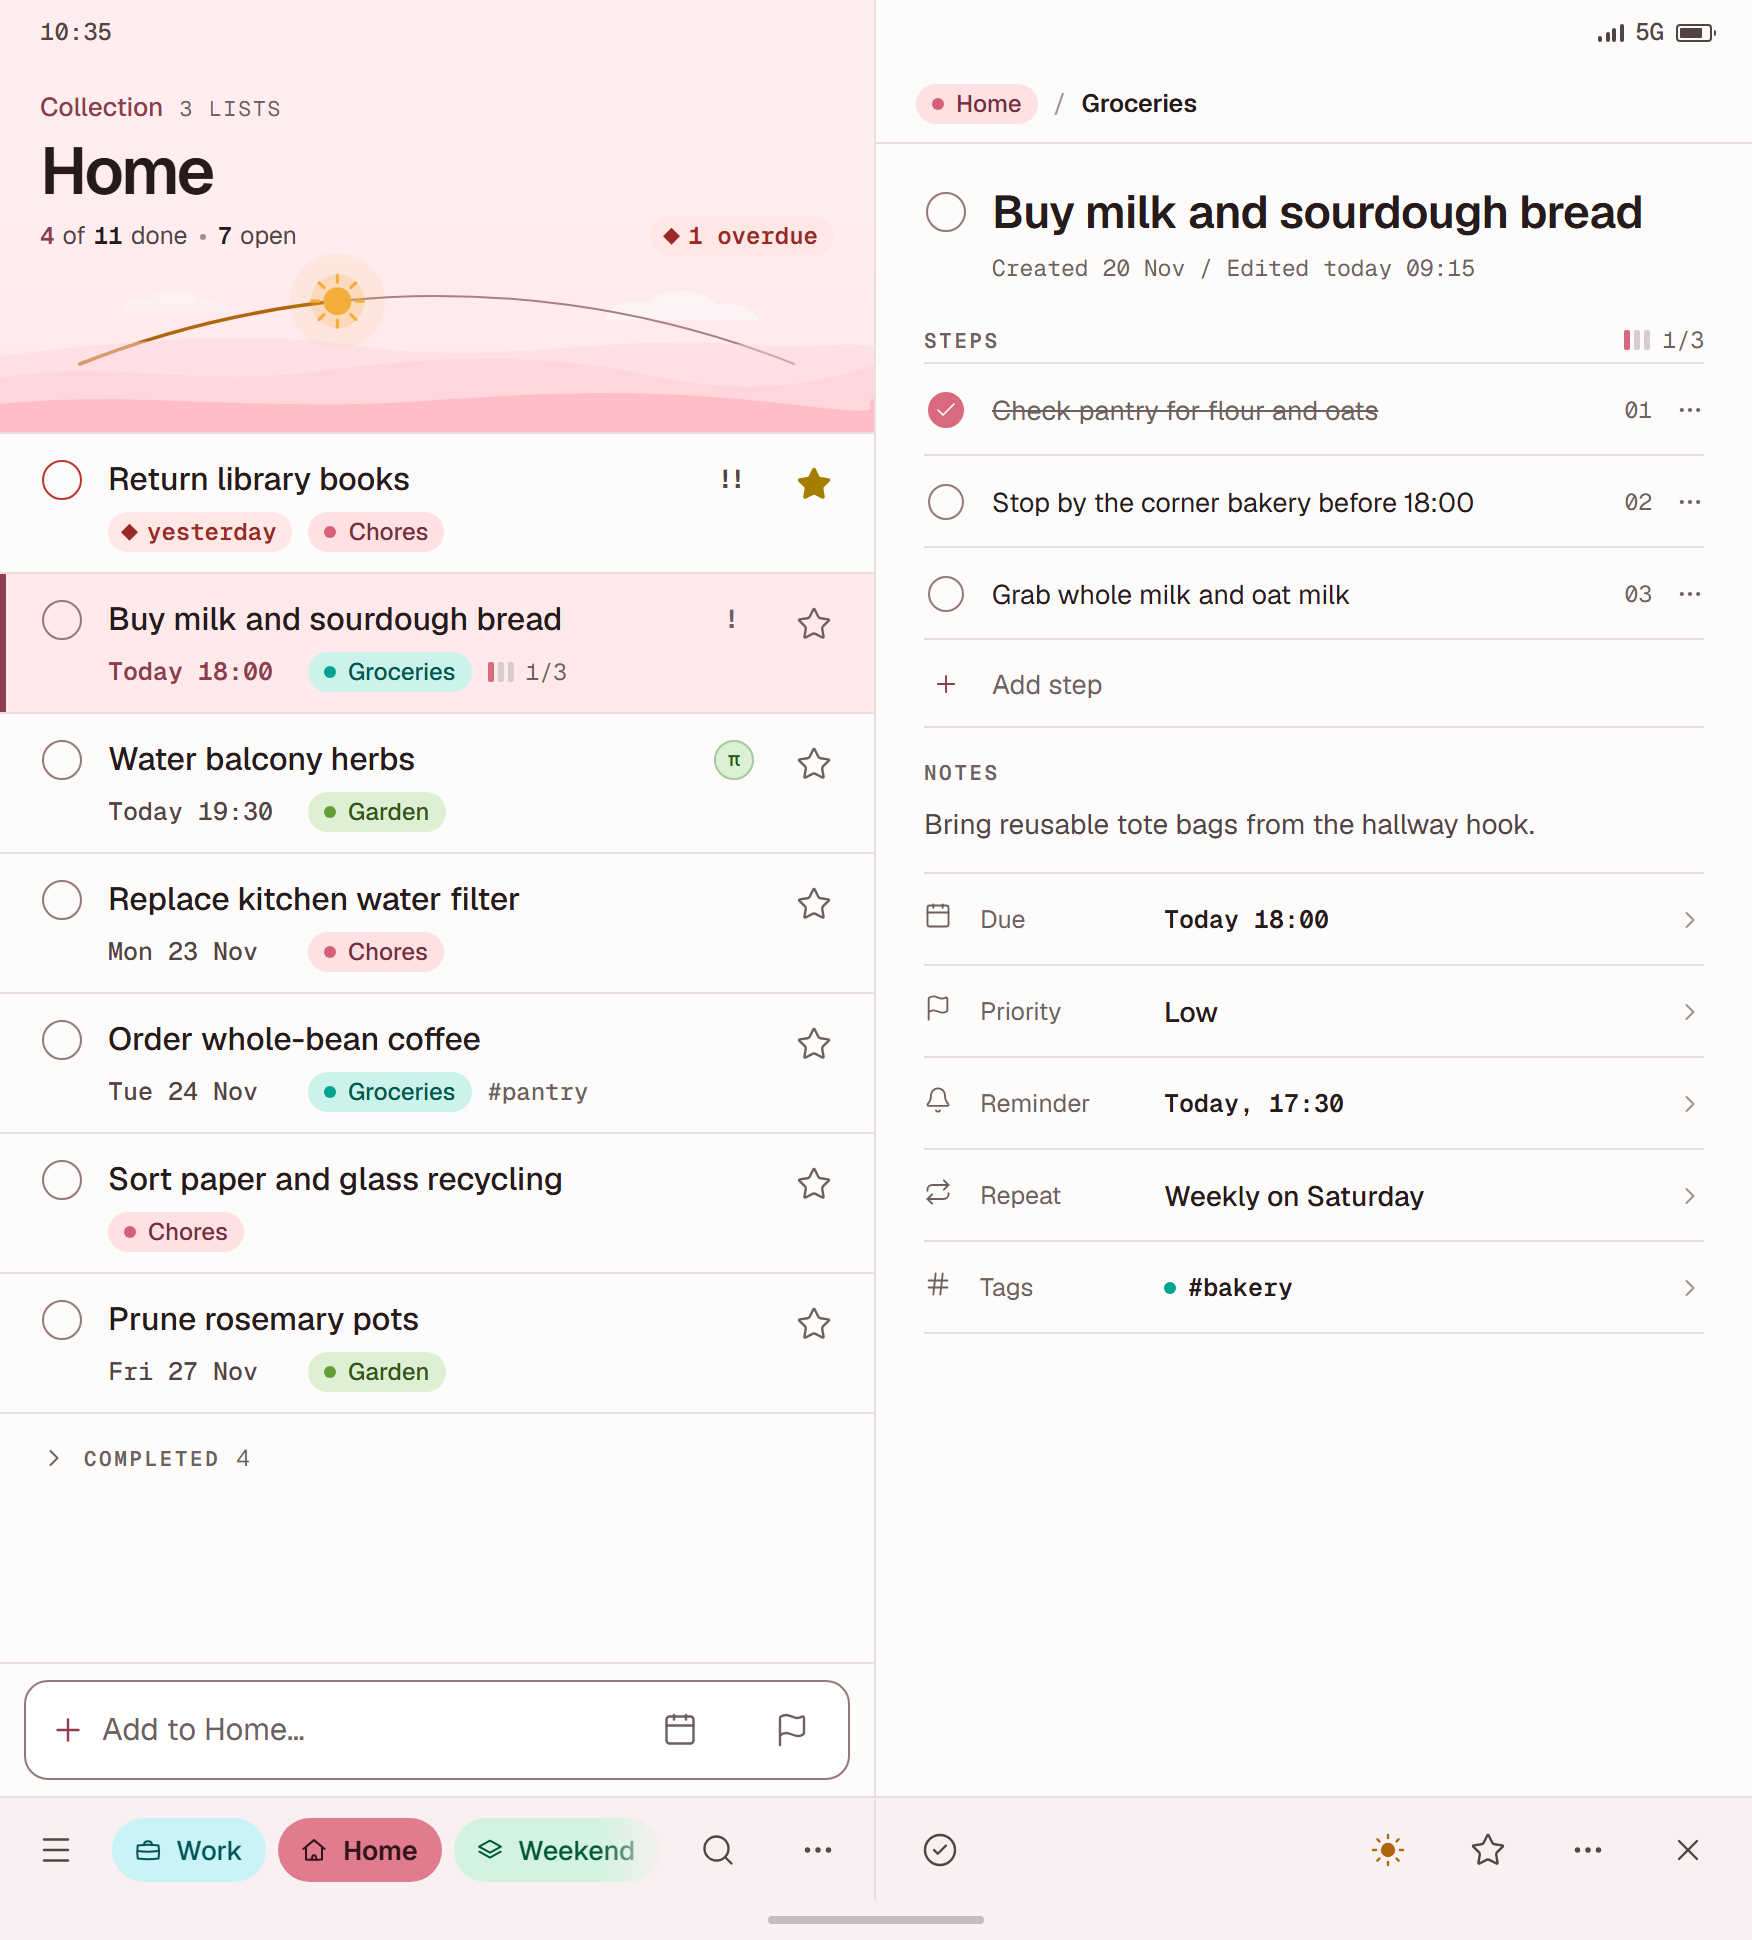 10:35
5G
Collection 3 LISTS
Home
4 of 11 done • 7 open
1 overdue
Return library books !!
yesterday Chores
Buy milk and sourdough bread !
Today 18:00 Groceries 1/3
Water balcony herbs π
Today 19:30 Garden
Replace kitchen water filter
Mon 23 Nov Chores
Order whole-bean coffee
Tue 24 Nov Groceries #pantry
Sort paper and glass recycling
Chores
Prune rosemary pots
Fri 27 Nov Garden
COMPLETED 4
Add to Home...
Work Home Weekend
Home / Groceries
Buy milk and sourdough bread
Created 20 Nov / Edited today 09:15
STEPS 1/3
Check pantry for flour and oats 01
Stop by the corner bakery before 18:00 02
Grab whole milk and oat milk 03
Add step
NOTES
Bring reusable tote bags from the hallway hook.
Due Today 18:00
Priority Low
Reminder Today, 17:30
Repeat Weekly on Saturday
Tags #bakery